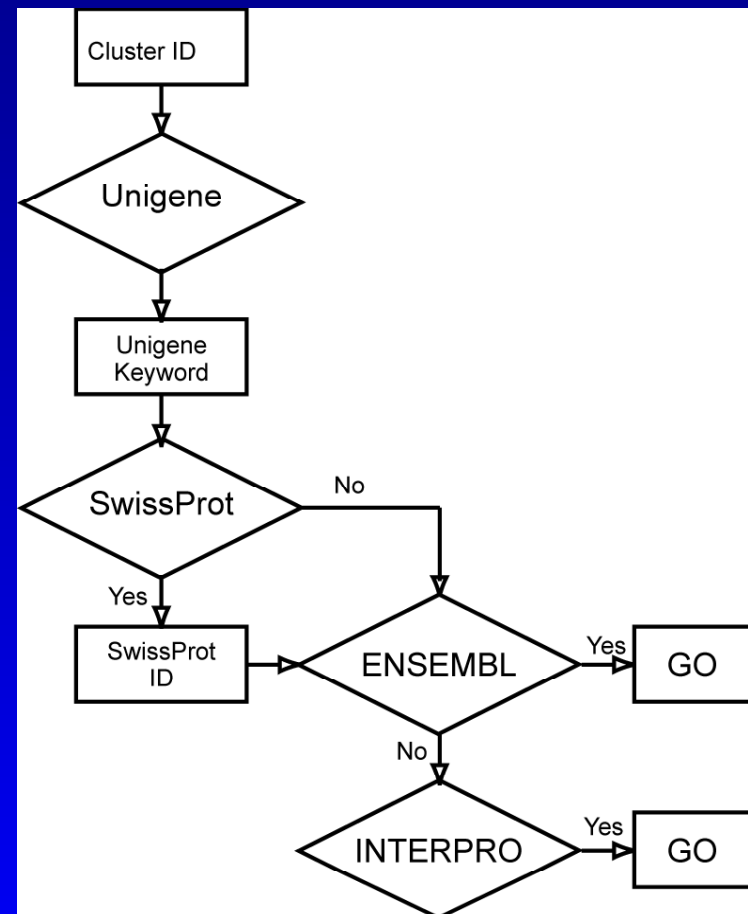 Cluster ID
Unigene
Unigene
Keyword
SwissProt
No
Yes
SwissProt
ID
ENSEMBL
Yes
GO
No
INTERPRO
Yes
GO